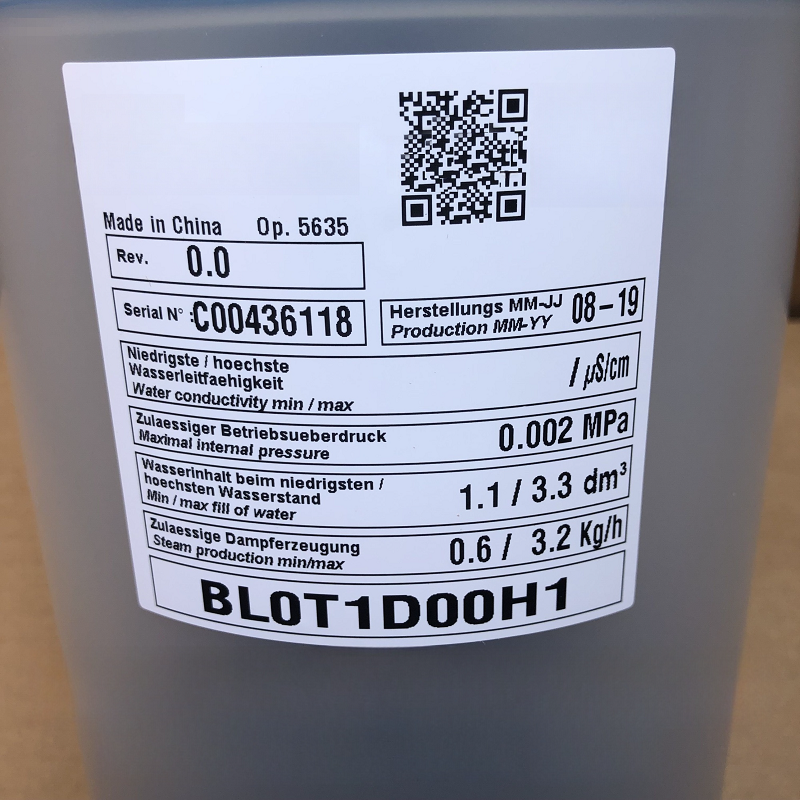 Made in China Op. 5635
Rev. 0.0
Serial N° :C00436118
Herstellungs MM-JJ 08-19
Production MM-YY
Niedrigste / hoechste
Wasserleitfaehigkeit
Water conductivity min / max
/ µS/cm
Zulaessiger Betriebsueberdruck
Maximal internal pressure
0.002 MPa
Wasserinhalt beim niedrigsten /
hoechsten Wasserstand
Min / max fill of water
1.1 / 3.3 dm³
Zulaessige Dampferzeugung
Steam production min/max
0.6 / 3.2 Kg/h
BL0T1D00H1